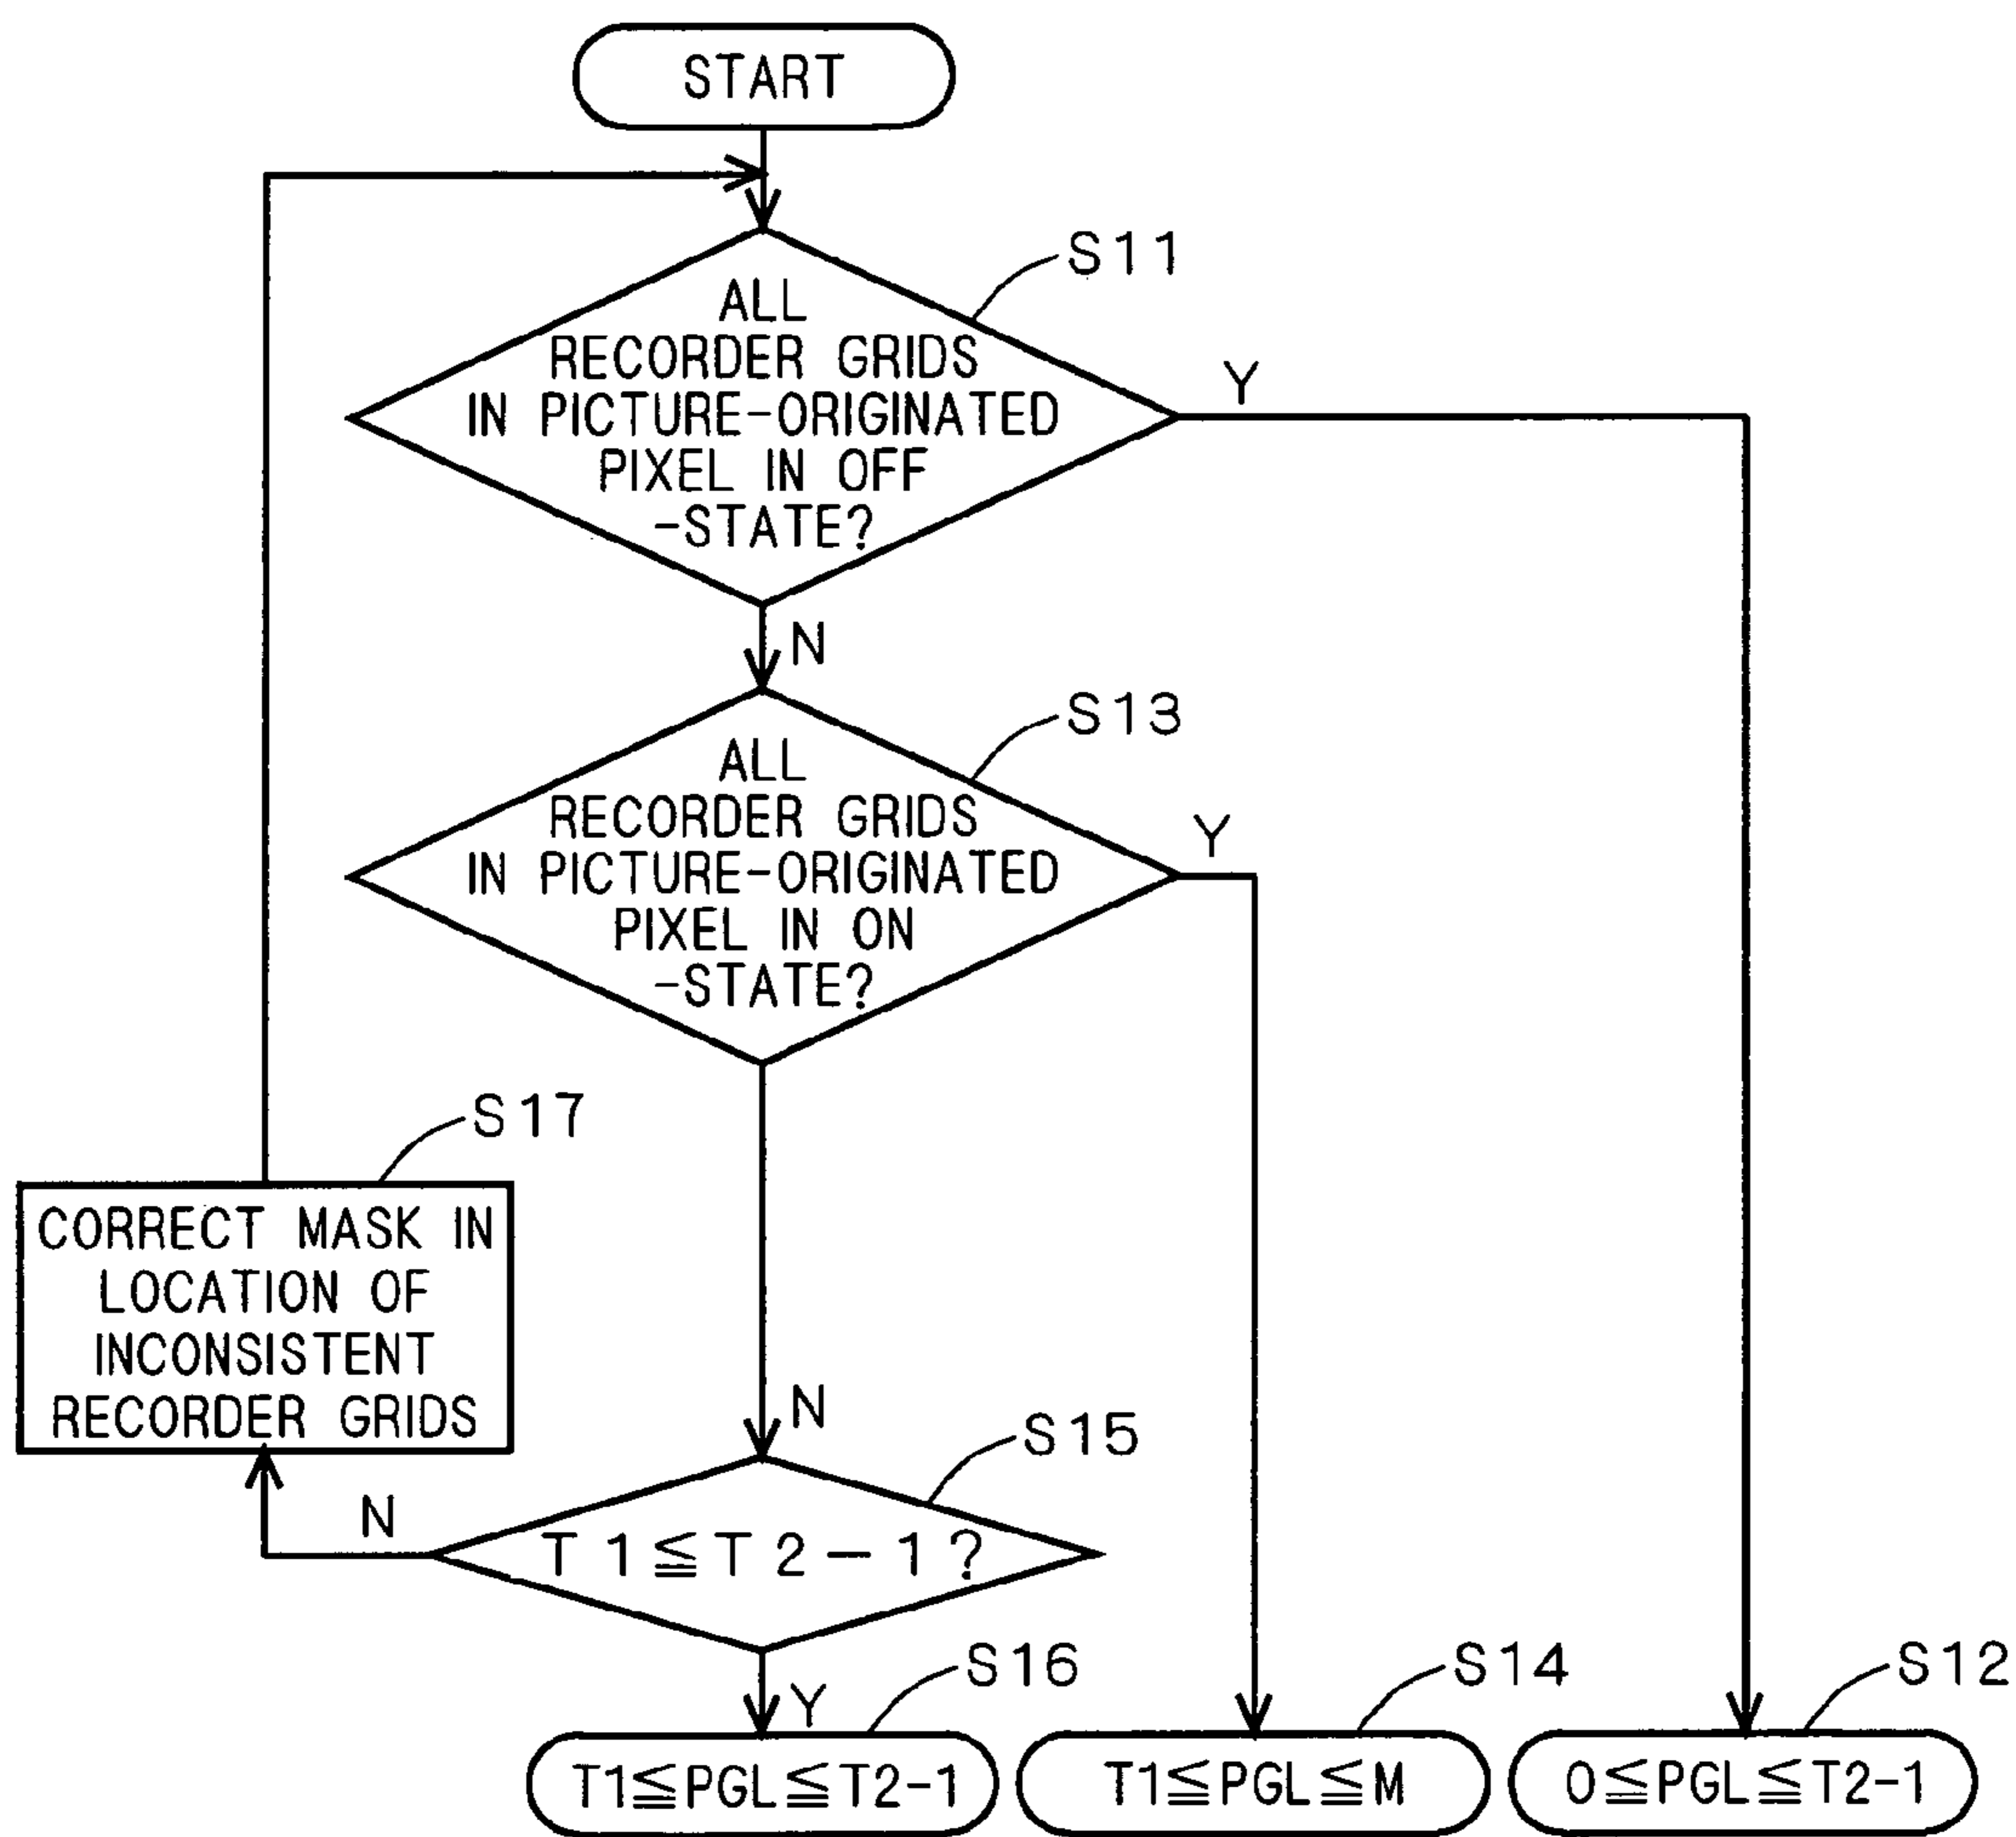 START
S11
ALL
RECORDER GRIDS
IN PICTURE-ORIGINATED
PIXEL IN OFF
-STATE?
Y
N
S13
ALL
RECORDER GRIDS
IN PICTURE-ORIGINATED
PIXEL IN ON
-STATE?
Y
S17
CORRECT MASK IN
LOCATION OF
INCONSISTENT
RECORDER GRIDS
N
S15
T1≦T2-1?
N
Y
S16
T1≦PGL≦T2-1
S14
T1≦PGL≦M
S12
0≦PGL≦T2-1